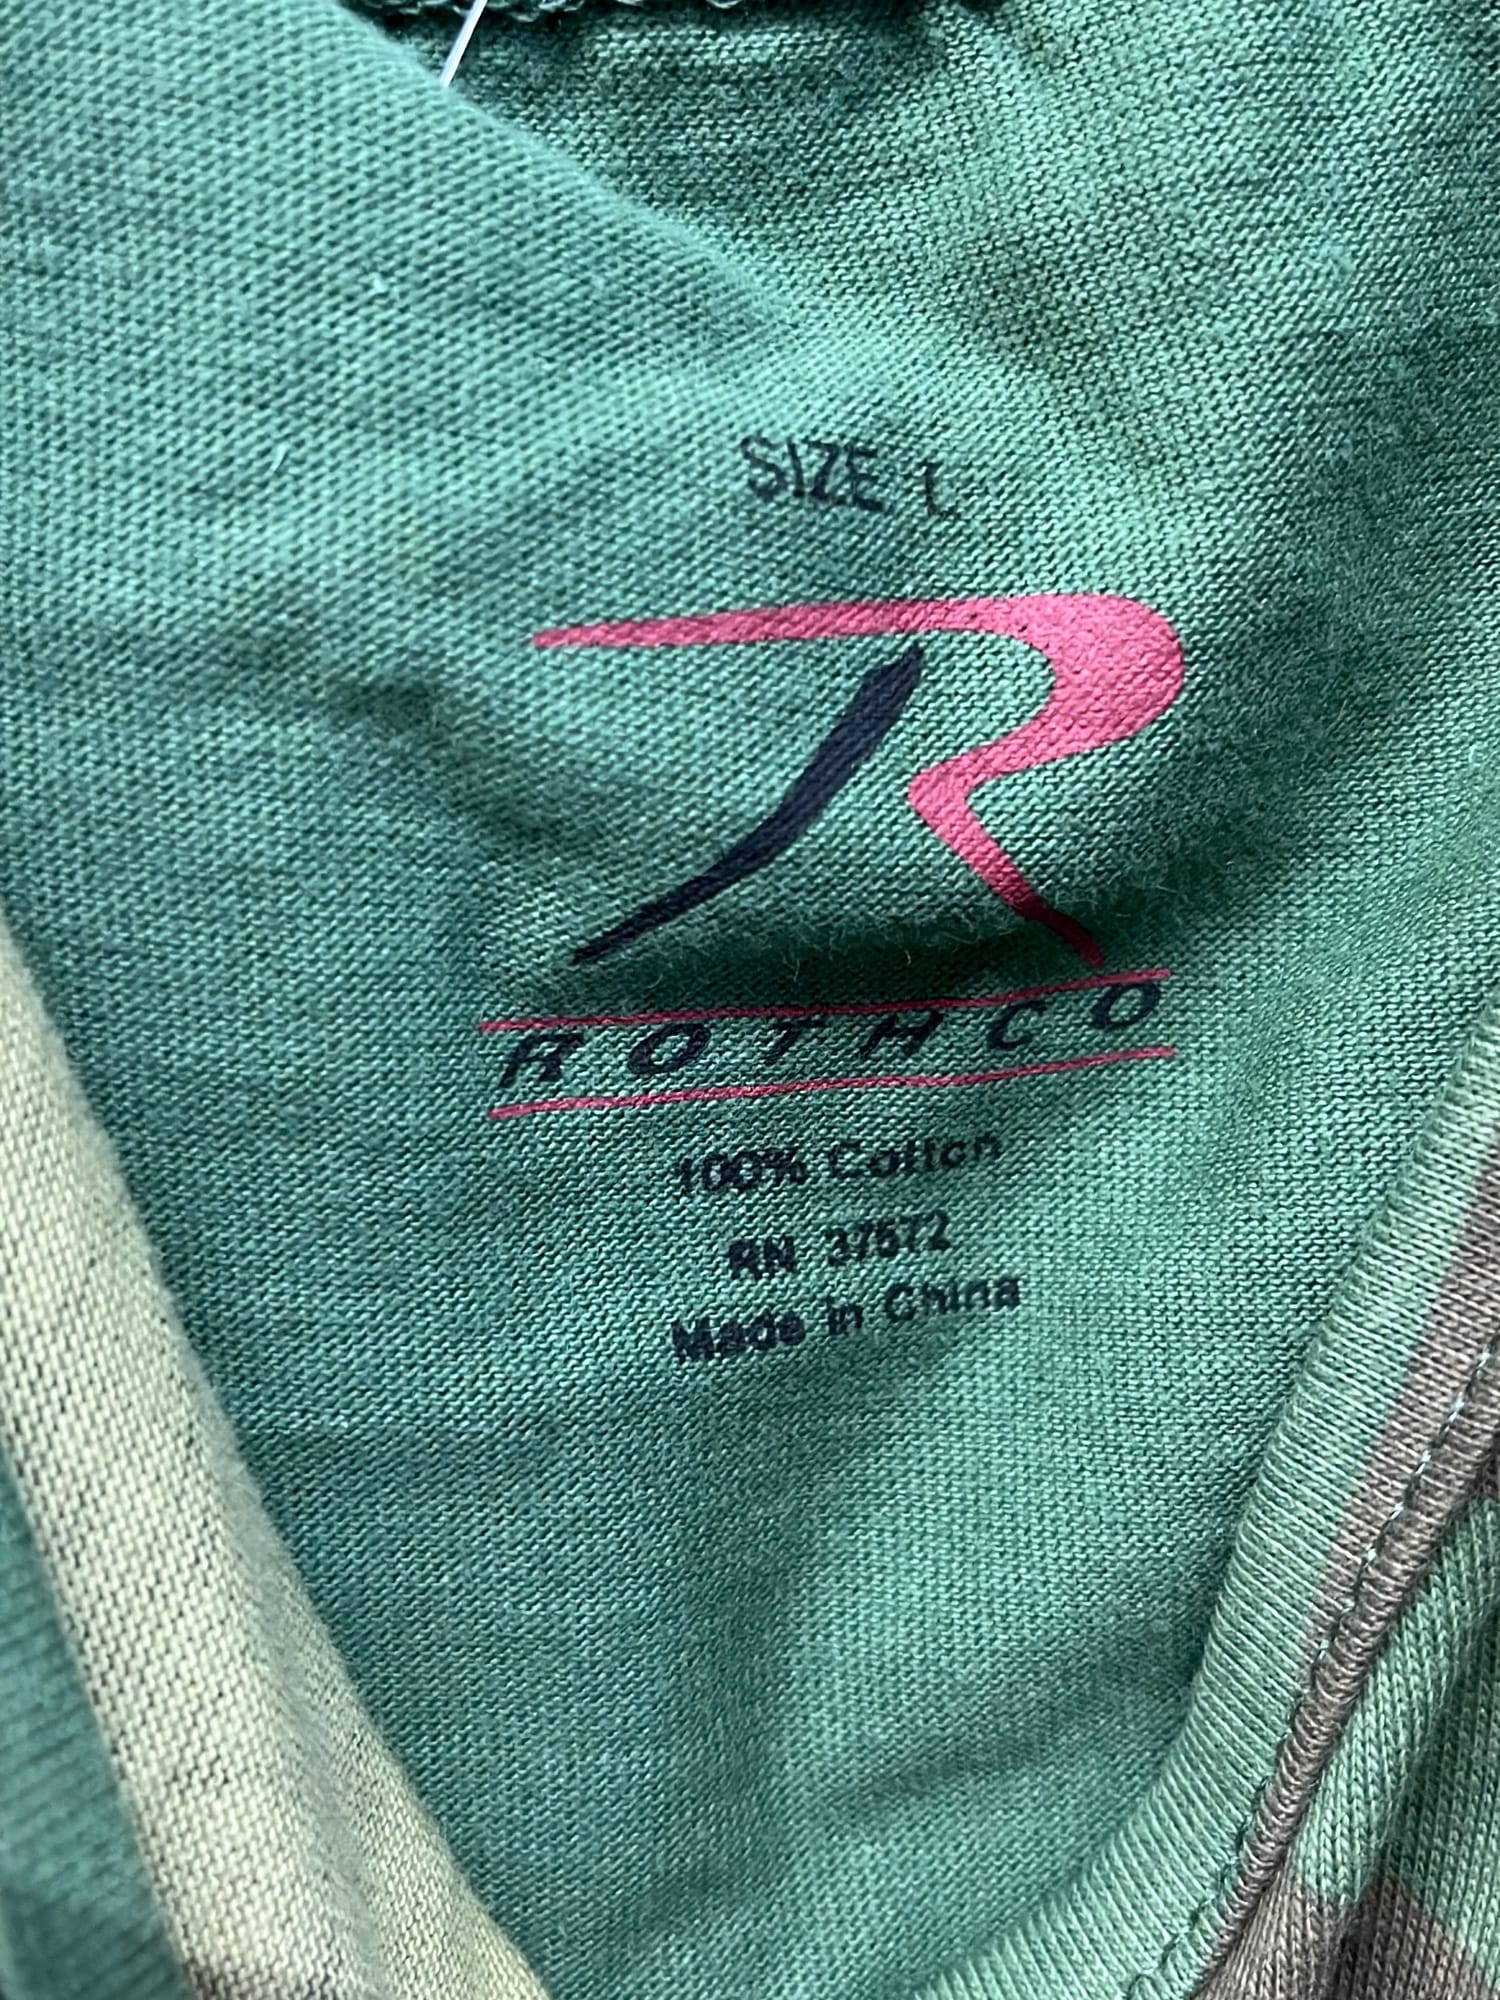 SIZE L
ROTHCO
100% Cotton
RN 37572
Made in China